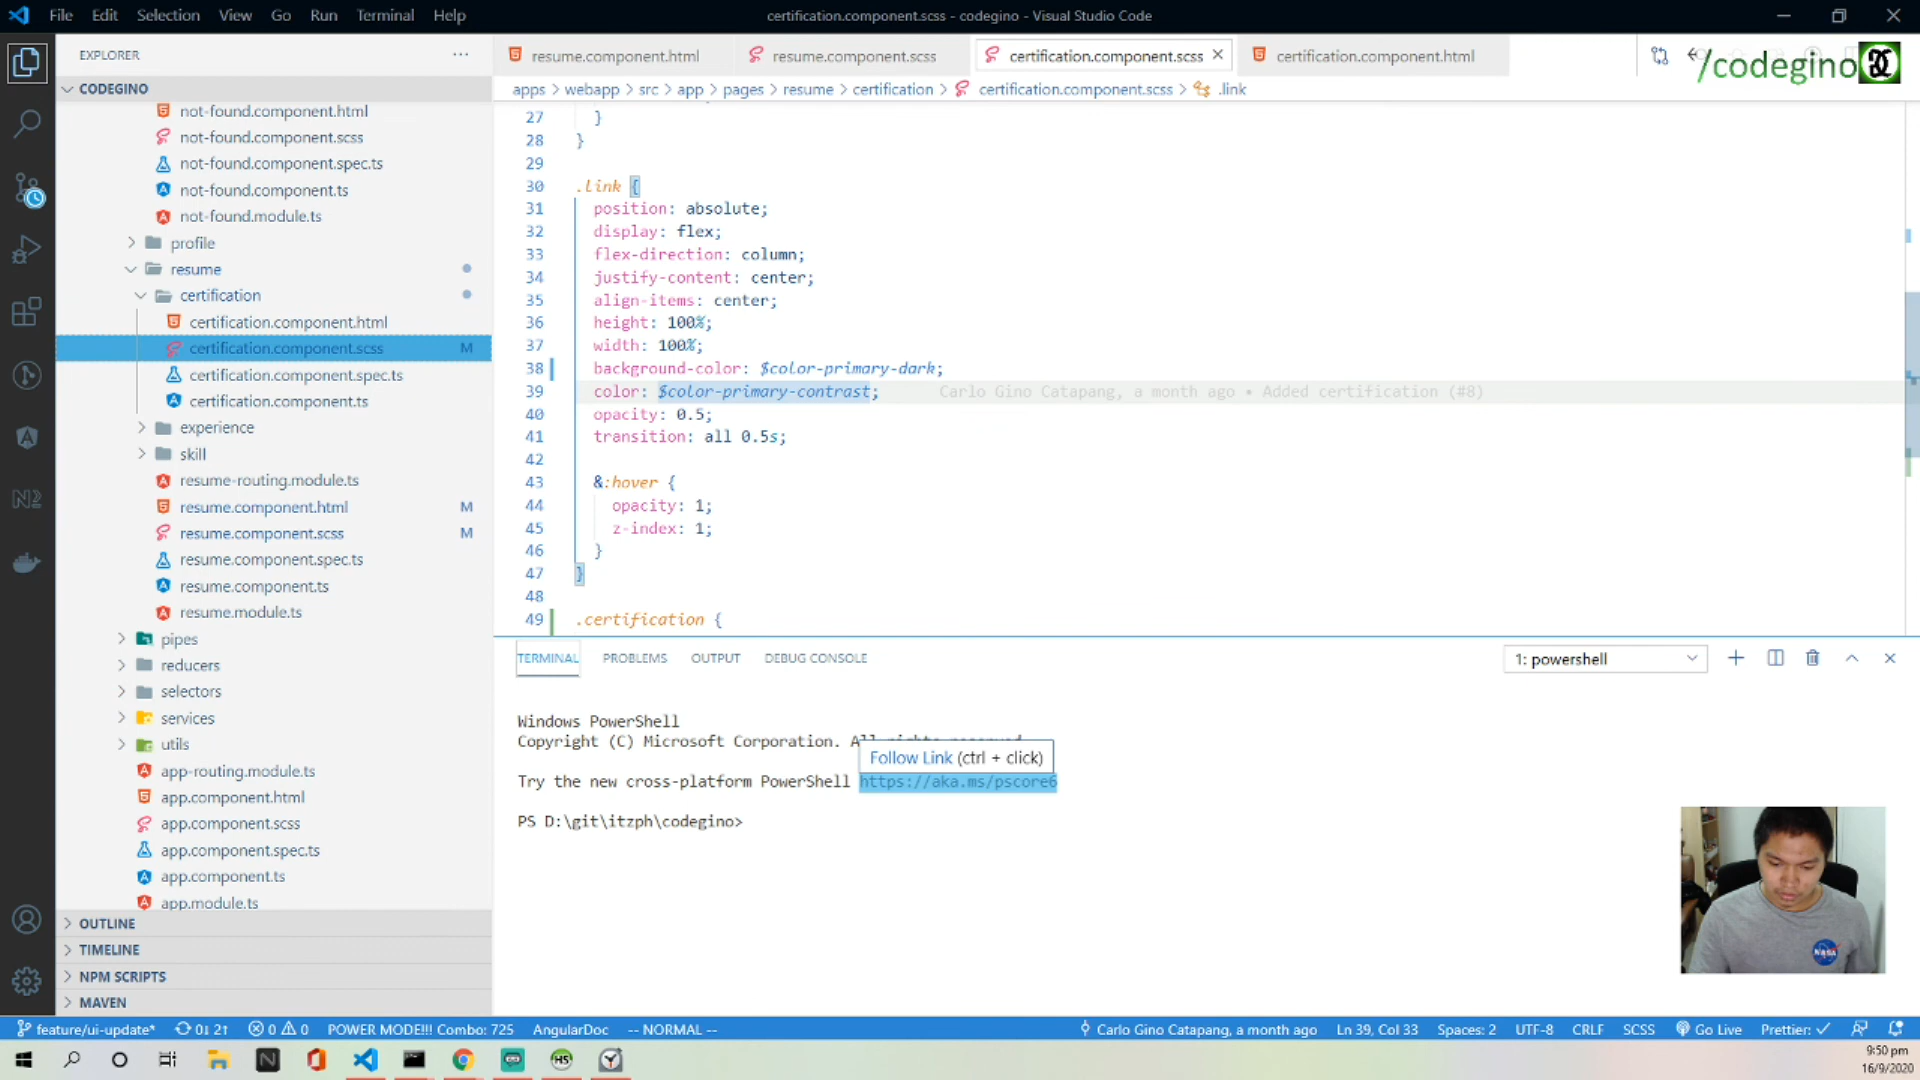 File Edit Selection View Go Run Terminal Help
certification.component.scss - codegino - Visual Studio Code
EXPLORER
resume.component.html
resume.component.scss
certification.component.scss
certification.component.html
/codegino
CODEGINO
apps > webapp > src > app > pages > resume > certification > certification.component.scss > .link
not-found.component.html
not-found.component.scss
not-found.component.spec.ts
not-found.component.ts
not-found.module.ts
profile
resume
certification
certification.component.html
certification.component.scss M
certification.component.spec.ts
certification.component.ts
experience
skill
resume-routing.module.ts
resume.component.html M
resume.component.scss M
resume.component.spec.ts
resume.component.ts
resume.module.ts
pipes
reducers
selectors
services
utils
app-routing.module.ts
app.component.html
app.component.scss
app.component.spec.ts
app.component.ts
app.module.ts
OUTLINE
TIMELINE
NPM SCRIPTS
MAVEN
27 }
28 }
29
30 .link {
31 position: absolute;
32 display: flex;
33 flex-direction: column;
34 justify-content: center;
35 align-items: center;
36 height: 100%;
37 width: 100%;
38 background-color: $color-primary-dark;
39 color: $color-primary-contrast; Carlo Gino Catapang, a month ago • Added certification (#8)
40 opacity: 0.5;
41 transition: all 0.5s;
42
43 &:hover {
44 opacity: 1;
45 z-index: 1;
46 }
47 }
48
49 .certification {
TERMINAL PROBLEMS OUTPUT DEBUG CONSOLE
1: powershell
Windows PowerShell
Copyright (C) Microsoft Corporation. All rights reserved.
Follow Link (ctrl + click)
Try the new cross-platform PowerShell https://aka.ms/pscore6
PS D:\git\itzph\codegino>
NASA
feature/ui-update* 0↓ 2↑ 0 0 POWER MODE!!! Combo: 725 AngularDoc -- NORMAL --
Carlo Gino Catapang, a month ago Ln 39, Col 33 Spaces: 2 UTF-8 CRLF SCSS Go Live Prettier: ✓
N
HS
9:50 pm
16/9/2020